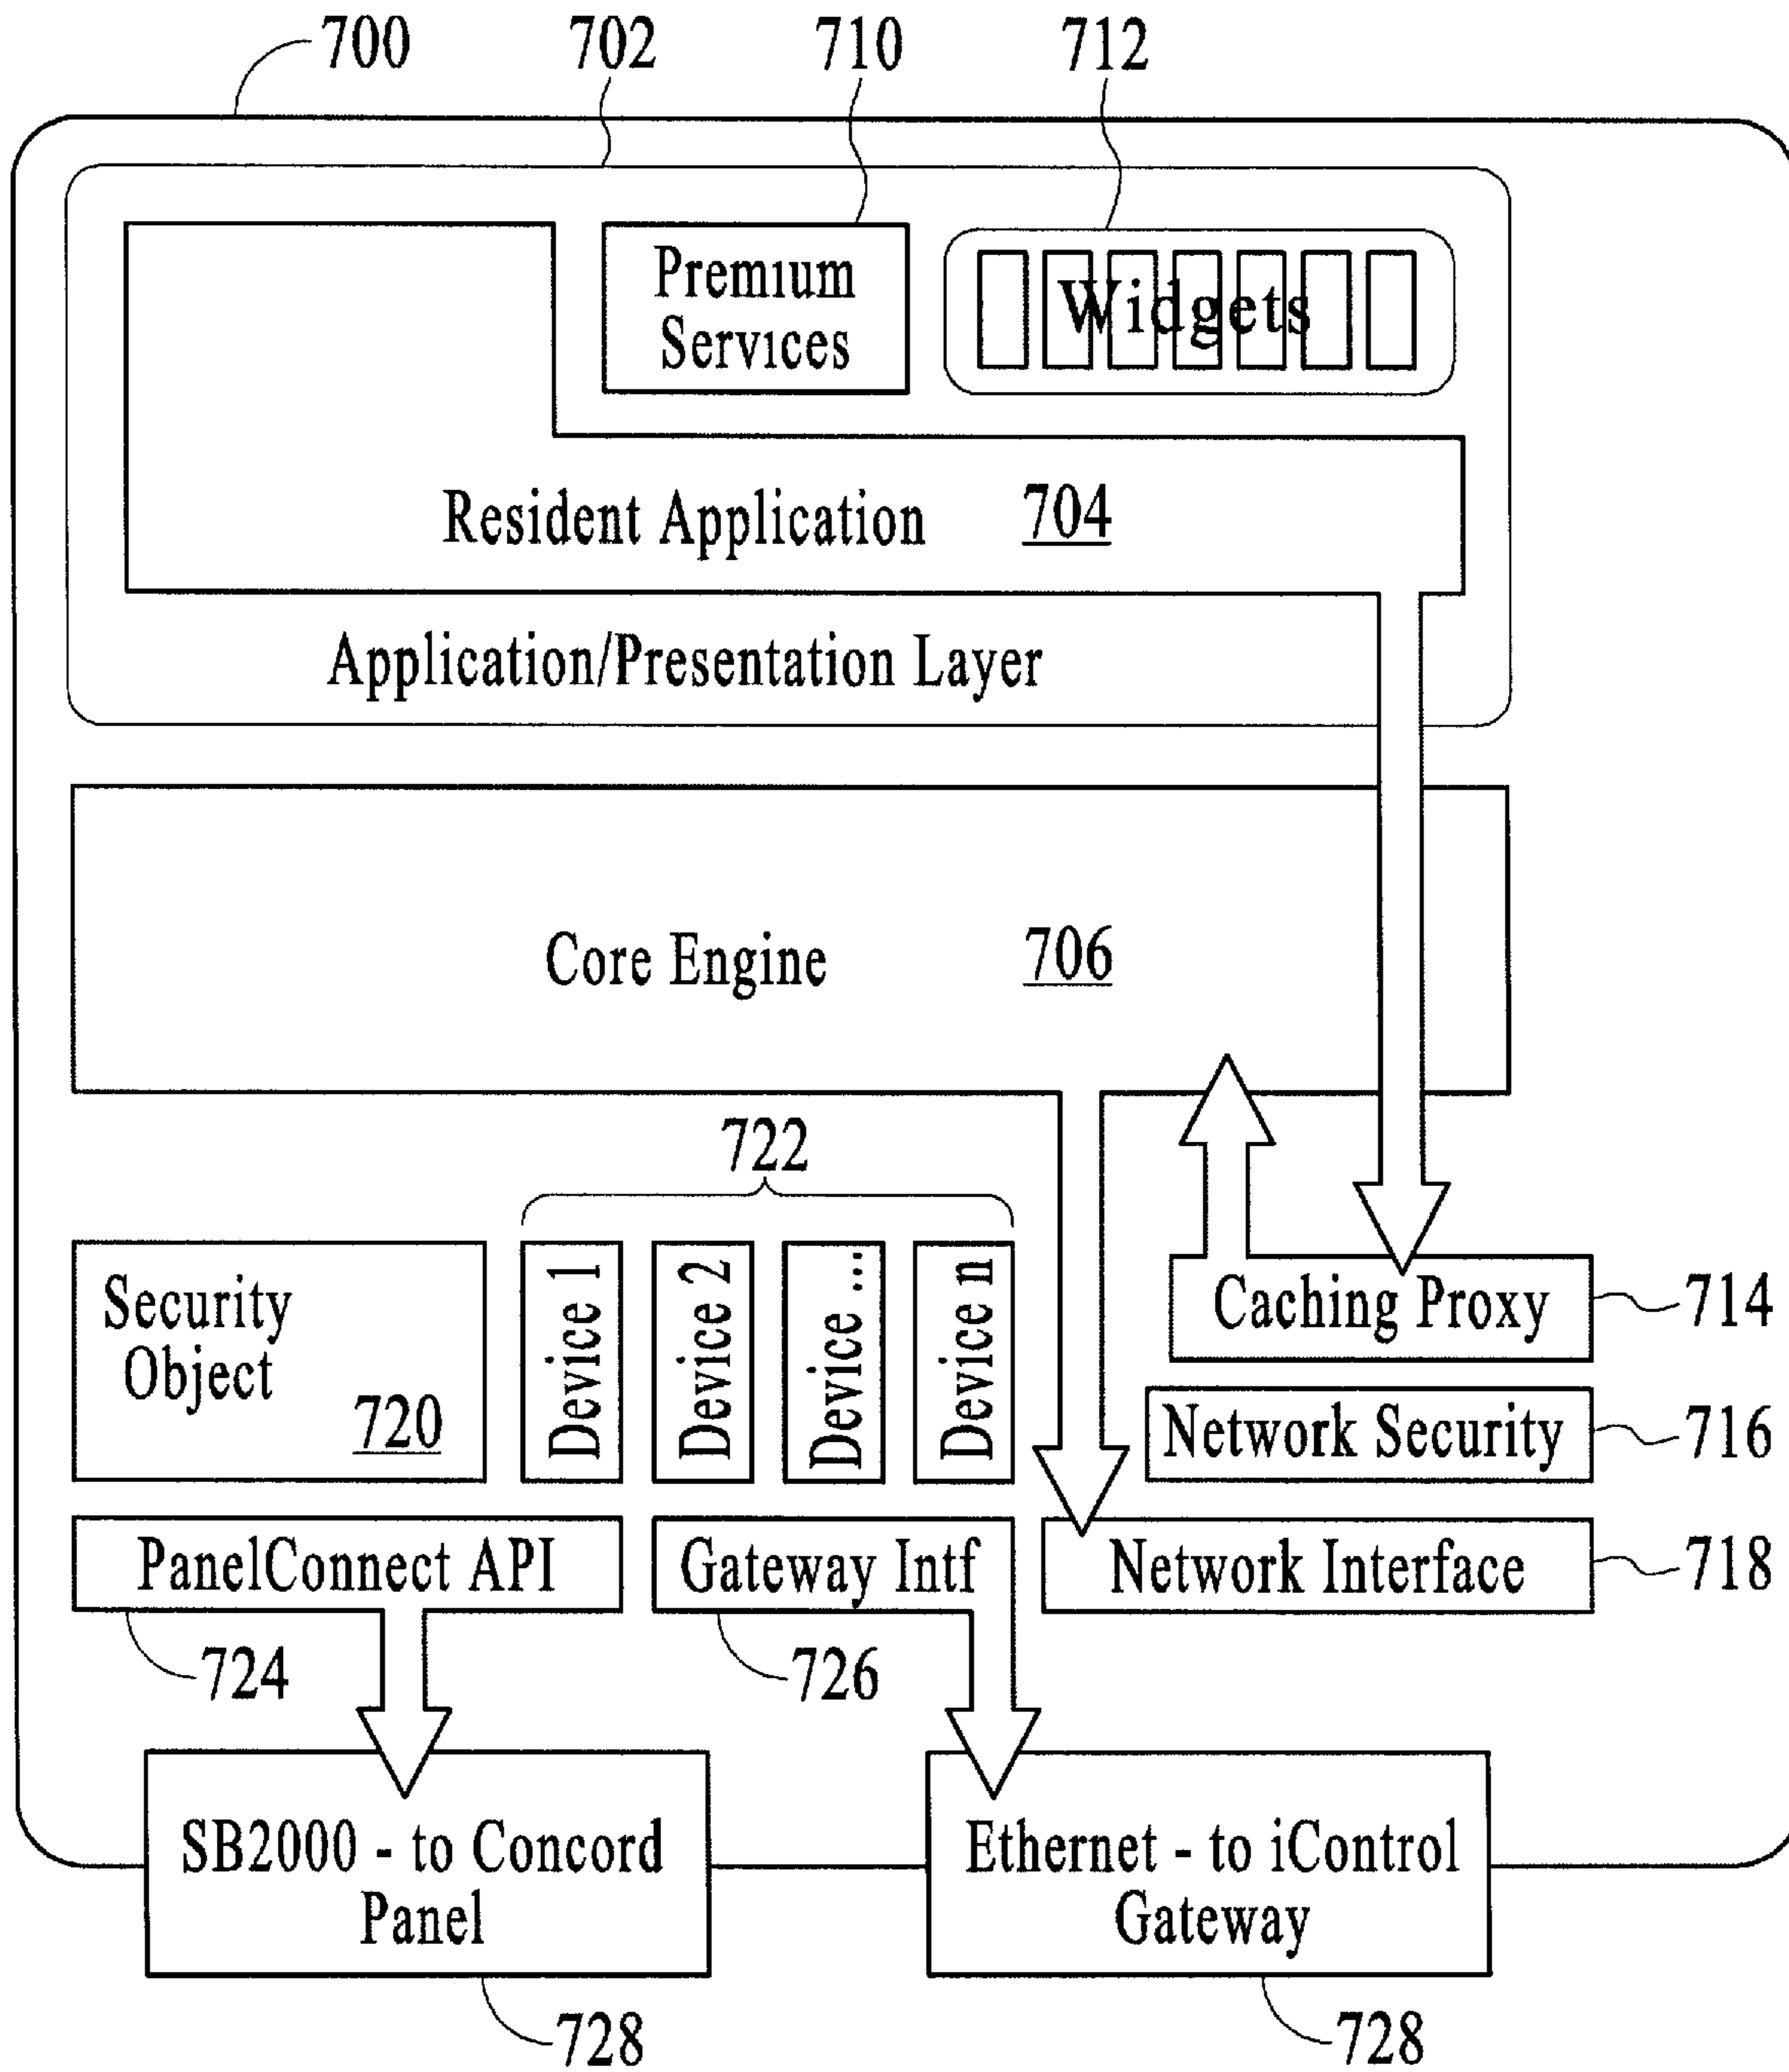 700
702
710
712
Premium
Services
Widgets
Resident Application 704
Application/Presentation Layer
Core Engine 706
722
Security
Object
720
Device 1
Device 2
Device ...
Device n
Caching Proxy
714
Network Security
716
PanelConnect API
Gateway Intf
Network Interface
718
724
726
SB2000 - to Concord
Panel
Ethernet - to iControl
Gateway
728
728